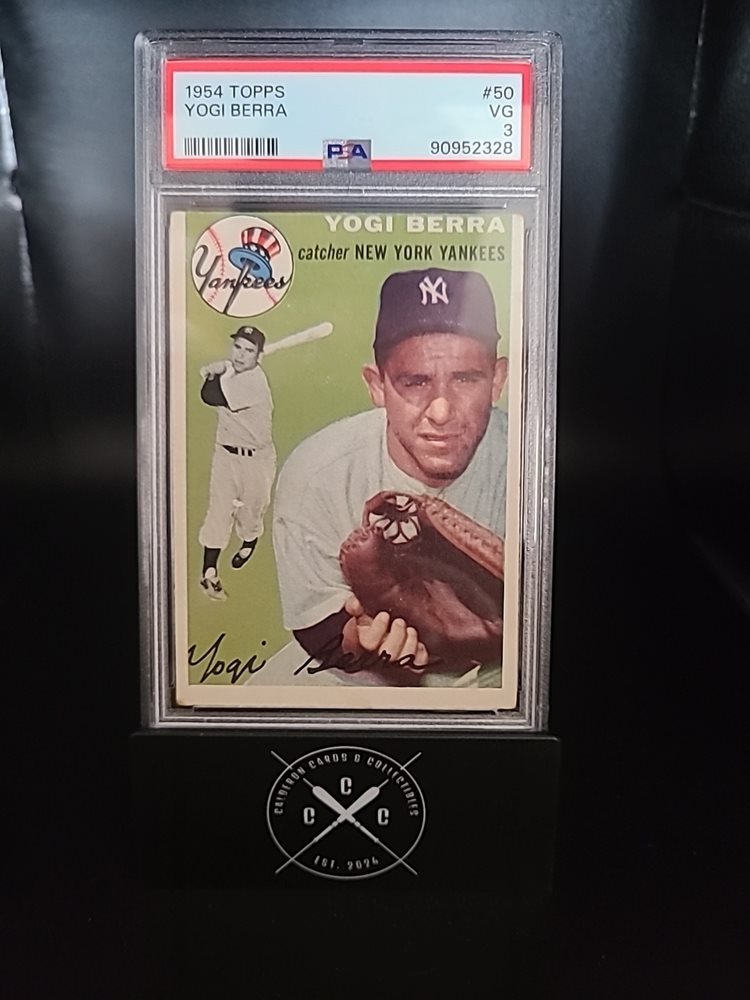 1954 TOPPS #50
YOGI BERRA VG
3
PSA 90952328
YOGI BERRA
catcher NEW YORK YANKEES
Yankees
NY
Yogi Berra
CALDERON CARDS & COLLECTIBLES
C
C C
EST. 2024